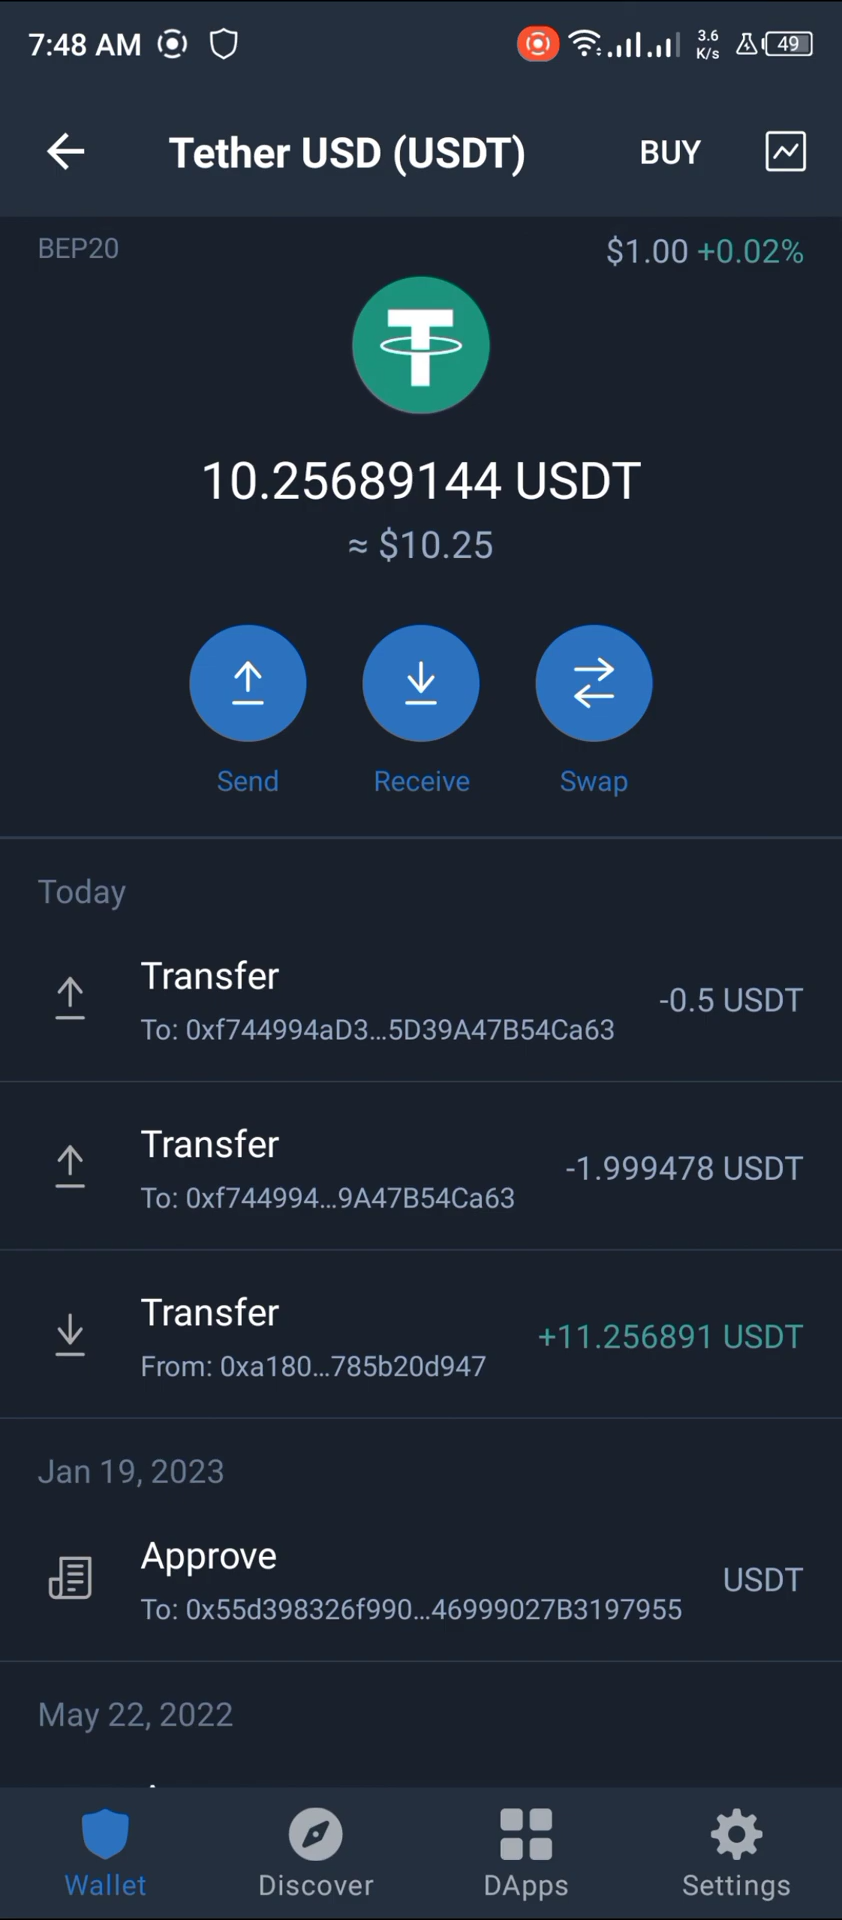 7:48 AM
3.6
K/s
49
Tether USD (USDT)
BUY
BEP20
$1.00 +0.02%
10.25689144 USDT
≈ $10.25
Send
Receive
Swap
Today
Transfer
-0.5 USDT
To: 0xf744994aD3...5D39A47B54Ca63
Transfer
-1.999478 USDT
To: 0xf744994...9A47B54Ca63
Transfer
+11.256891 USDT
From: 0xa180...785b20d947
Jan 19, 2023
Approve
USDT
To: 0x55d398326f990...46999027B3197955
May 22, 2022
Wallet
Discover
DApps
Settings